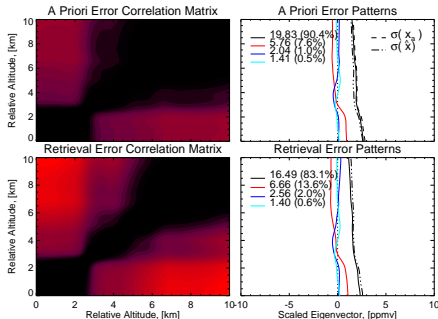 A Priori Error Correlation Matrix
10
8
6
4
2
0
Relative Altitude, [km]
A Priori Error Patterns
19.83 (90.4%)
5.76 (7.6%)
2.04 (1.0%)
1.41 (0.5%)
σ( xa )
σ( x̂)
Retrieval Error Correlation Matrix
10
8
6
4
2
0
Relative Altitude, [km]
0 2 4 6 8 10
Relative Altitude, [km]
Retrieval Error Patterns
16.49 (83.1%)
6.66 (13.6%)
2.56 (2.0%)
1.40 (0.6%)
-10 -5 0 5 10
Scaled Eigenvector, [ppmv]